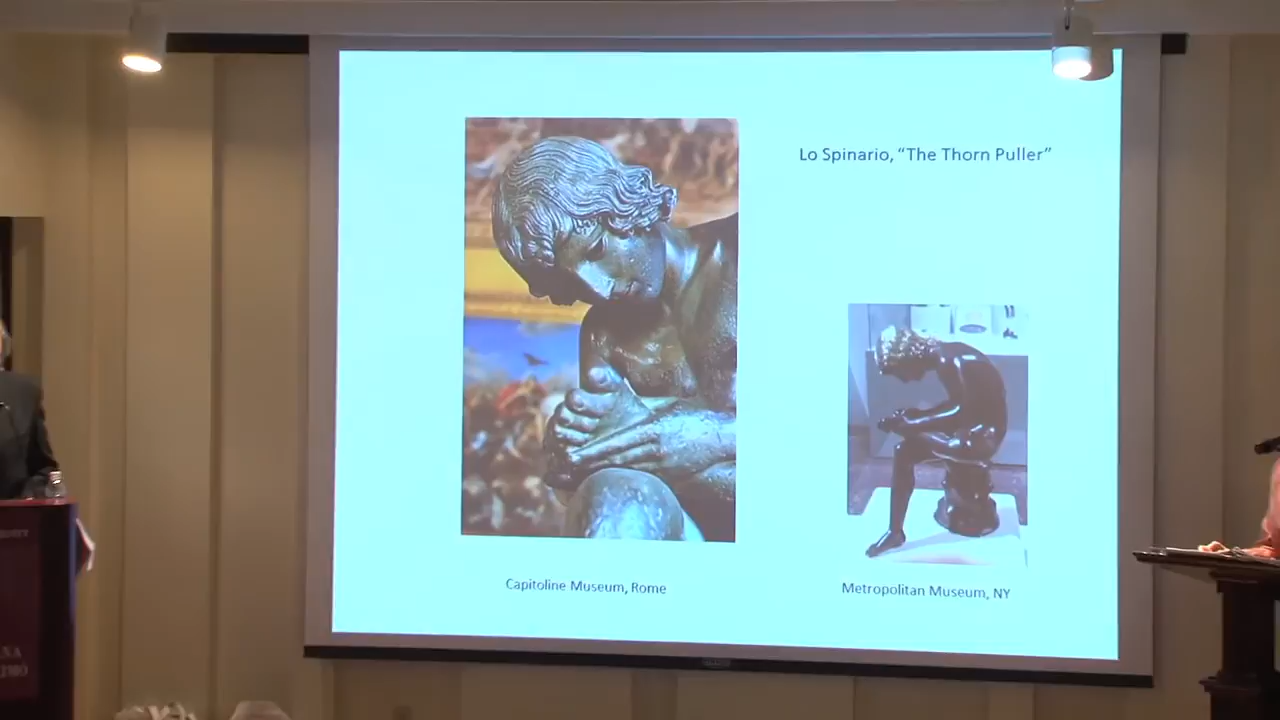 Lo Spinario, “The Thorn Puller”
Capitoline Museum, Rome
Metropolitan Museum, NY